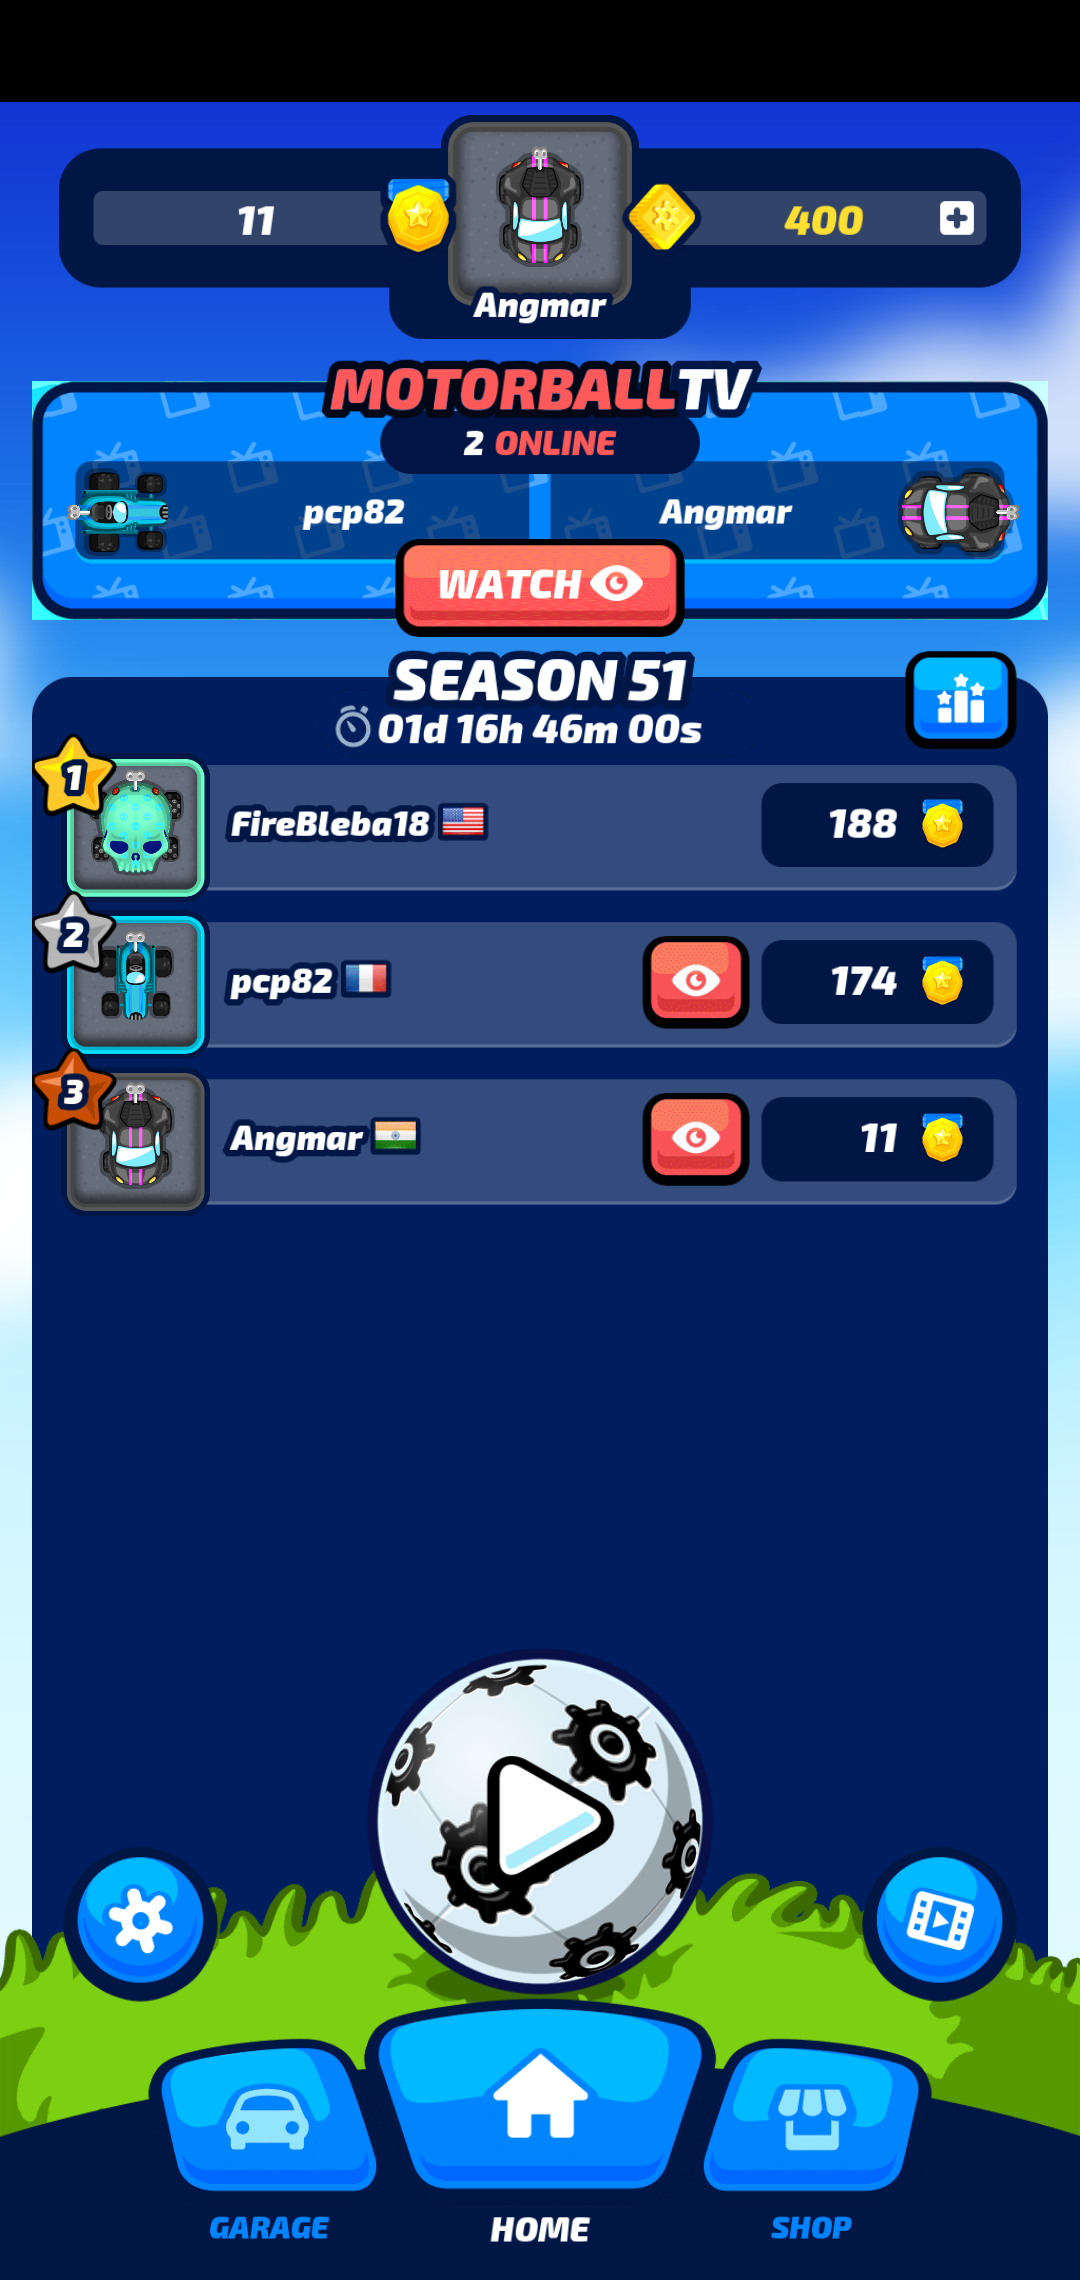 11
400
Angmar
MOTORBALLTV
2 ONLINE
pcp82
Angmar
WATCH
SEASON 51
01d 16h 46m 00s
1
FireBleba18
188
2
pcp82
174
3
Angmar
11
GARAGE
HOME
SHOP